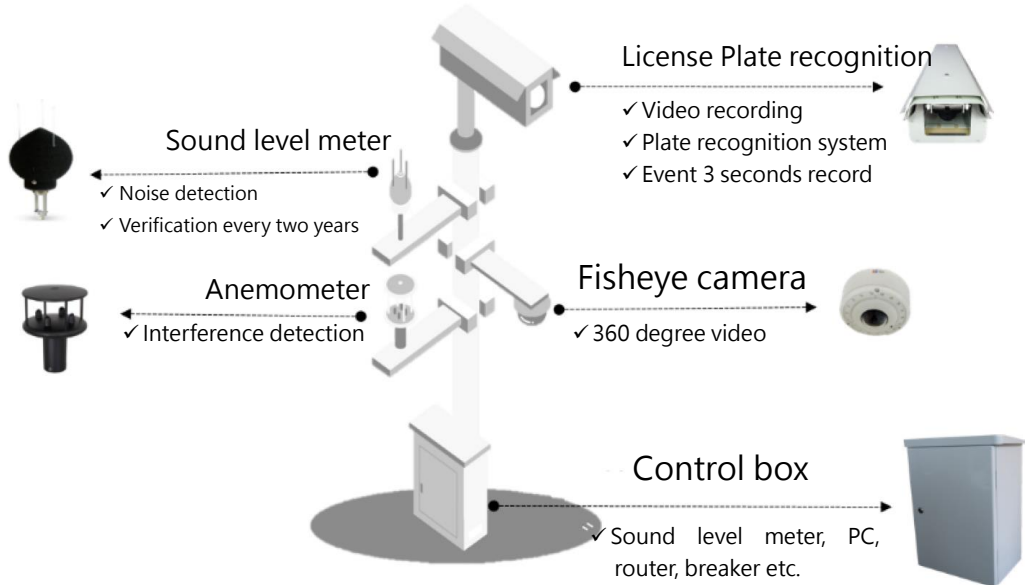 License Plate recognition
✓ Video recording
✓ Plate recognition system
✓ Event 3 seconds record
Sound level meter
✓ Noise detection
✓ Verification every two years
Anemometer
✓ Interference detection
Fisheye camera
✓ 360 degree video
Control box
✓ Sound level meter, PC,
router, breaker etc.